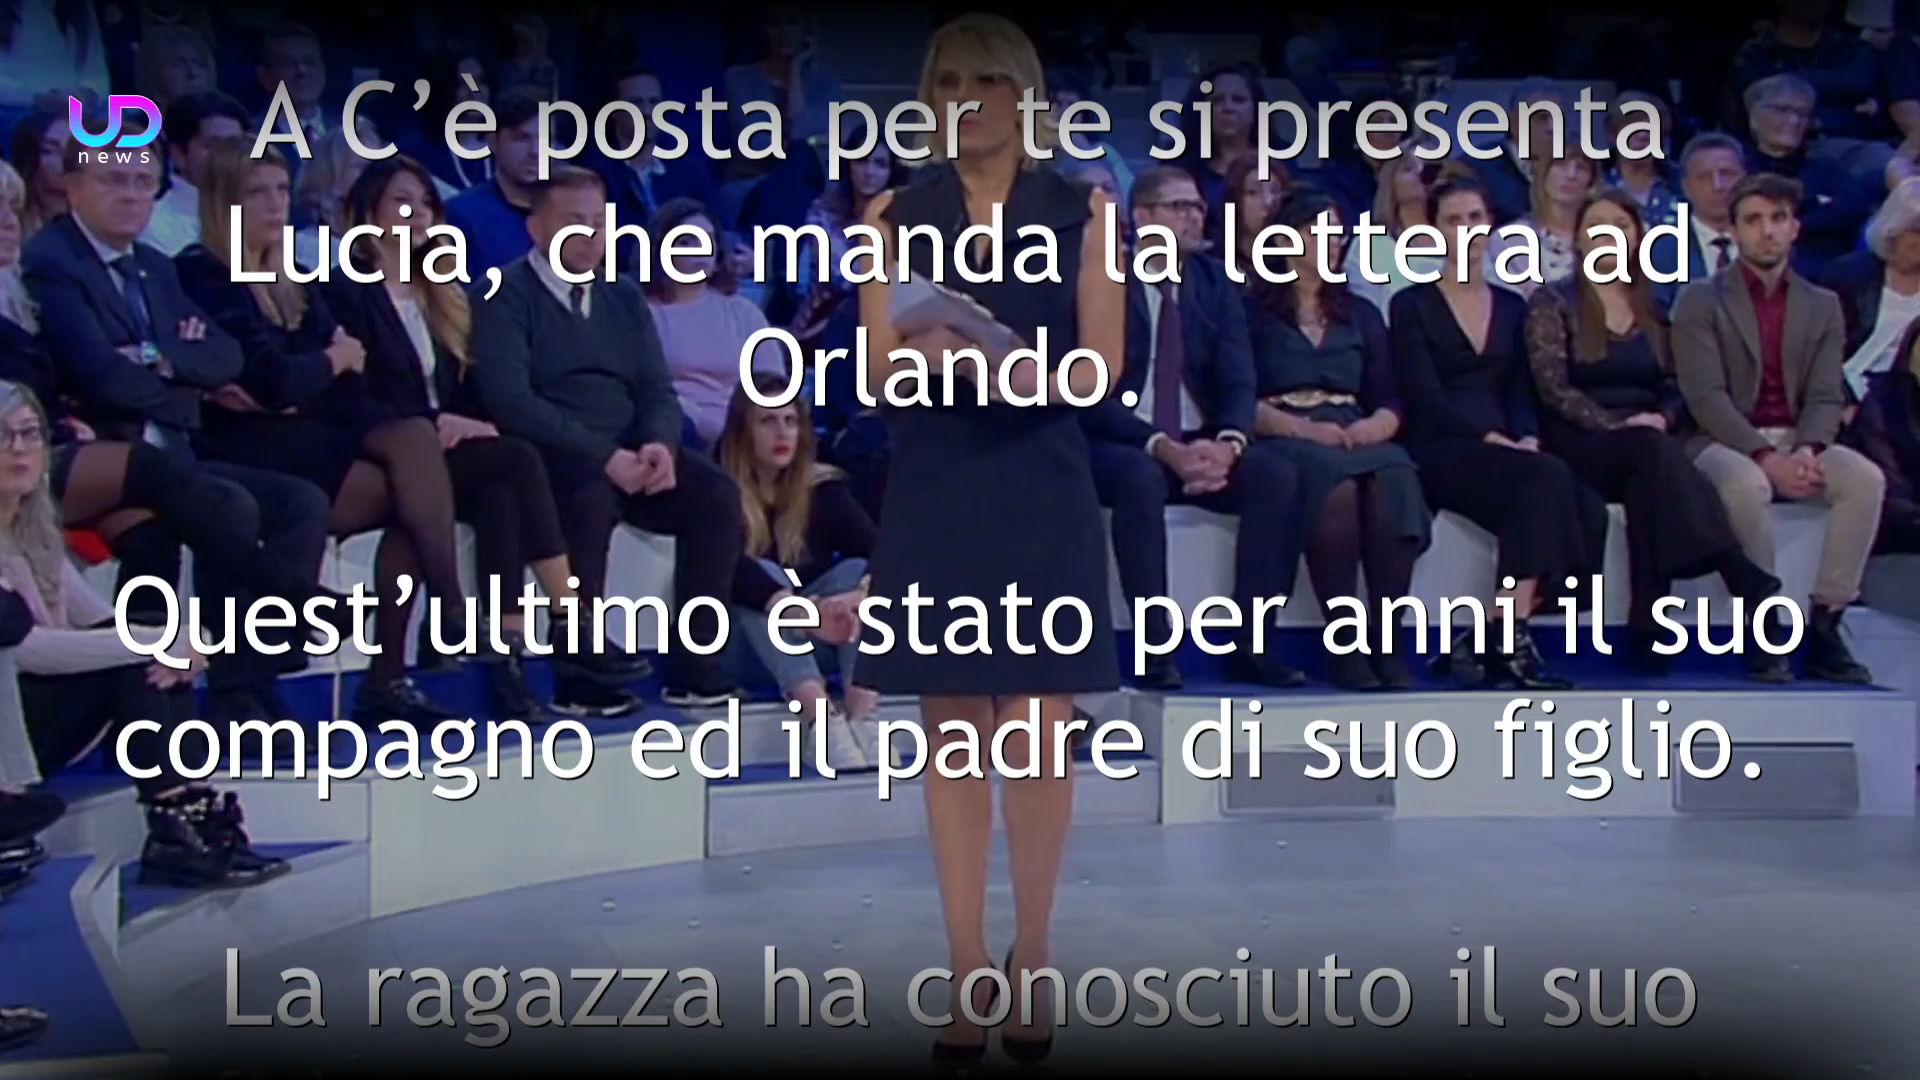 UD
news
A C’è posta per te si presenta
Lucia, che manda la lettera ad
Orlando.
Quest’ultimo è stato per anni il suo
compagno ed il padre di suo figlio.
La ragazza ha conosciuto il suo